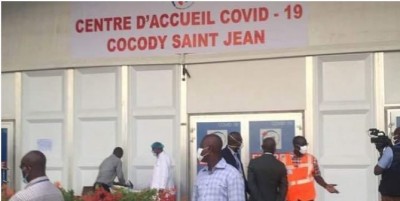 CENTRE D'ACCUEIL COVID - 19
COCODY SAINT JEAN